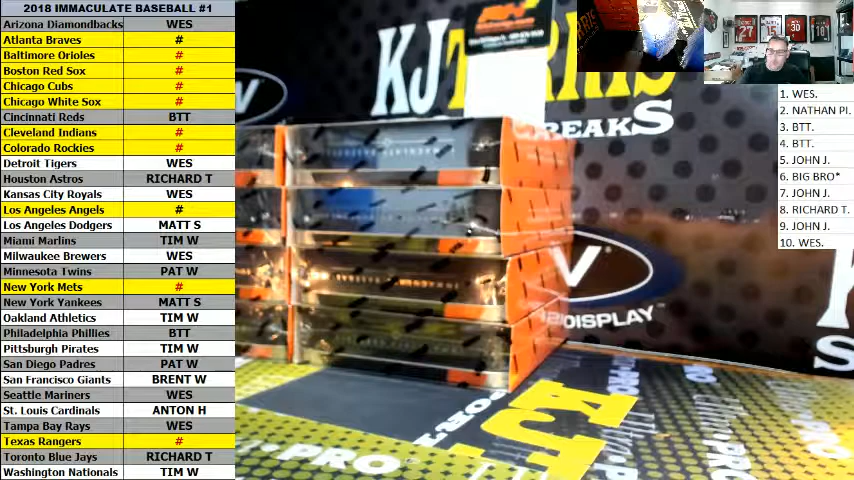 2018 IMMACULATE BASEBALL #1
Arizona Diamondbacks WES
Atlanta Braves #
Baltimore Orioles #
Boston Red Sox #
Chicago Cubs #
Chicago White Sox #
Cincinnati Reds BTT
Cleveland Indians #
Colorado Rockies #
Detroit Tigers WES
Houston Astros RICHARD T
Kansas City Royals WES
Los Angeles Angels #
Los Angeles Dodgers MATT S
Miami Marlins TIM W
Milwaukee Brewers WES
Minnesota Twins PAT W
New York Mets #
New York Yankees MATT S
Oakland Athletics TIM W
Philadelphia Phillies BTT
Pittsburgh Pirates TIM W
San Diego Padres PAT W
San Francisco Giants BRENT W
Seattle Mariners WES
St. Louis Cardinals ANTON H
Tampa Bay Rays WES
Texas Rangers #
Toronto Blue Jays RICHARD T
Washington Nationals TIM W
KJ
REAKS
V
DISPLAY
PRO
KJ
27
15
30
18
1. WES.
2. NATHAN PI.
3. BTT.
4. BTT.
5. JOHN J.
6. BIG BRO*
7. JOHN J.
8. RICHARD T.
9. JOHN J.
10. WES.